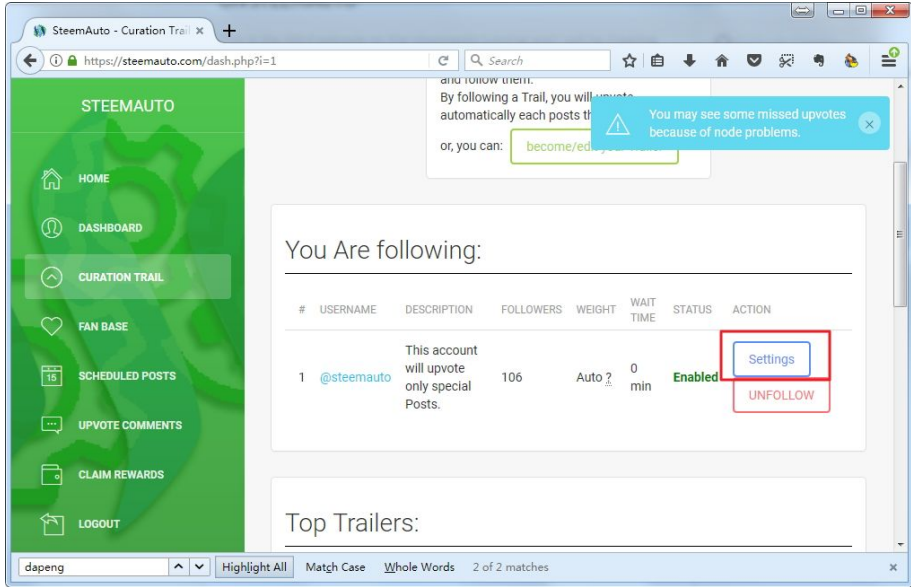 SteemAuto - Curation Trail
https://steemauto.com/dash.php?i=1
Search
STEEMAUTO
HOME
DASHBOARD
CURATION TRAIL
FAN BASE
15
SCHEDULED POSTS
UPVOTE COMMENTS
CLAIM REWARDS
LOGOUT
and follow them.
By following a Trail, you will upvote
automatically each posts
or, you can:
become/edit
You may see some missed upvotes
because of node problems.
You Are following:
# USERNAME DESCRIPTION FOLLOWERS WEIGHT WAIT TIME STATUS ACTION
1 @steemauto This account will upvote only special Posts. 106 Auto ? 0 min Enabled
Settings
UNFOLLOW
Top Trailers:
dapeng
Highlight All Match Case Whole Words 2 of 2 matches